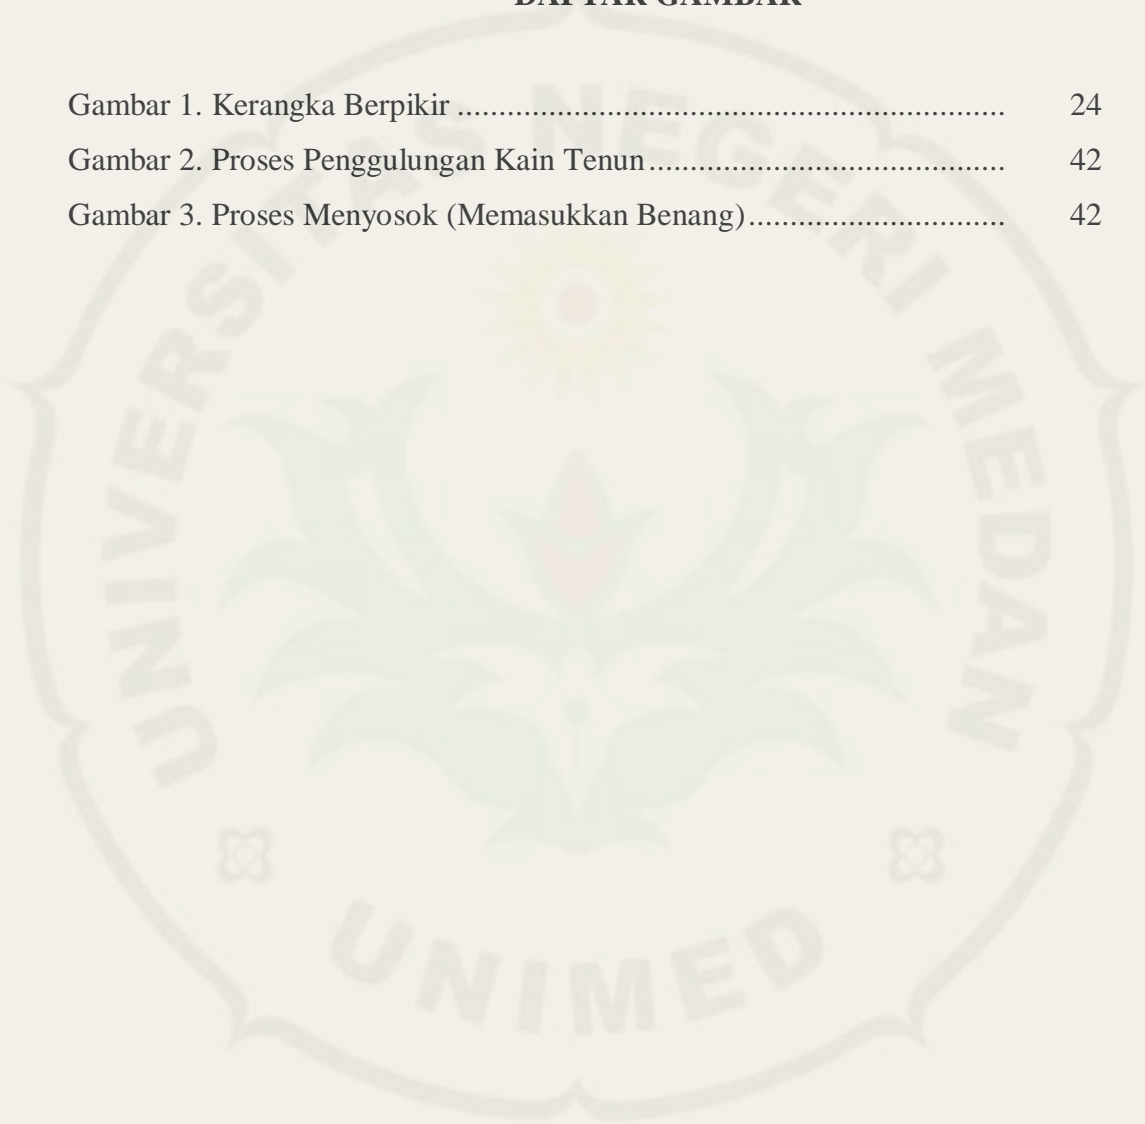 DAFTAR GAMBAR
Gambar 1. Kerangka Berpikir .................................................................. 24
Gambar 2. Proses Penggulungan Kain Tenun ........................................... 42
Gambar 3. Proses Menyosok (Memasukkan Benang) ............................... 42
UNIVERSITAS NEGERI MEDAN
UNIMED